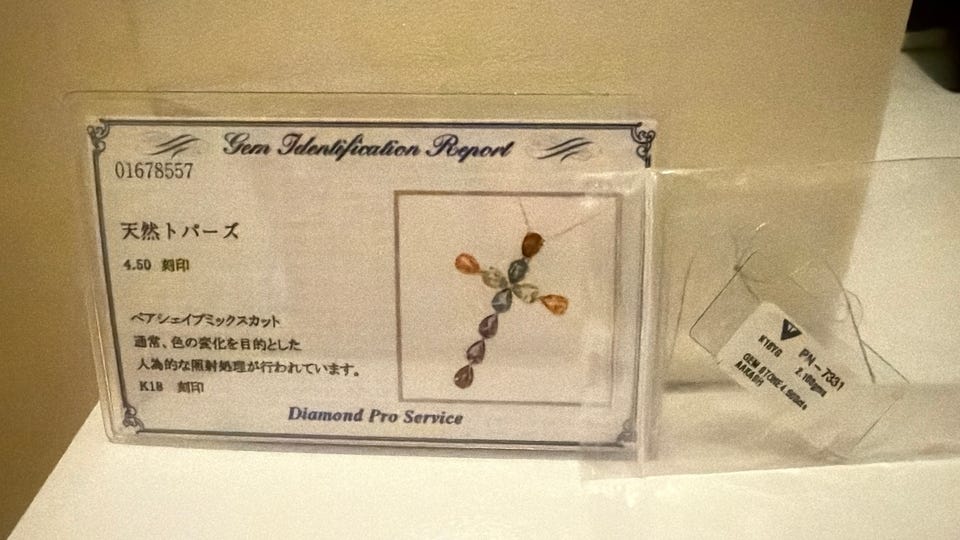 Gem Identification Report
01678557
天然トパーズ
4.50 刻印
ペアシェイプミックスカット
通常、色の変化を目的とした
人為的な照射処理が行われています。
K18 刻印
Diamond Pro Service
PN-7331
K18YG
GEM STONE